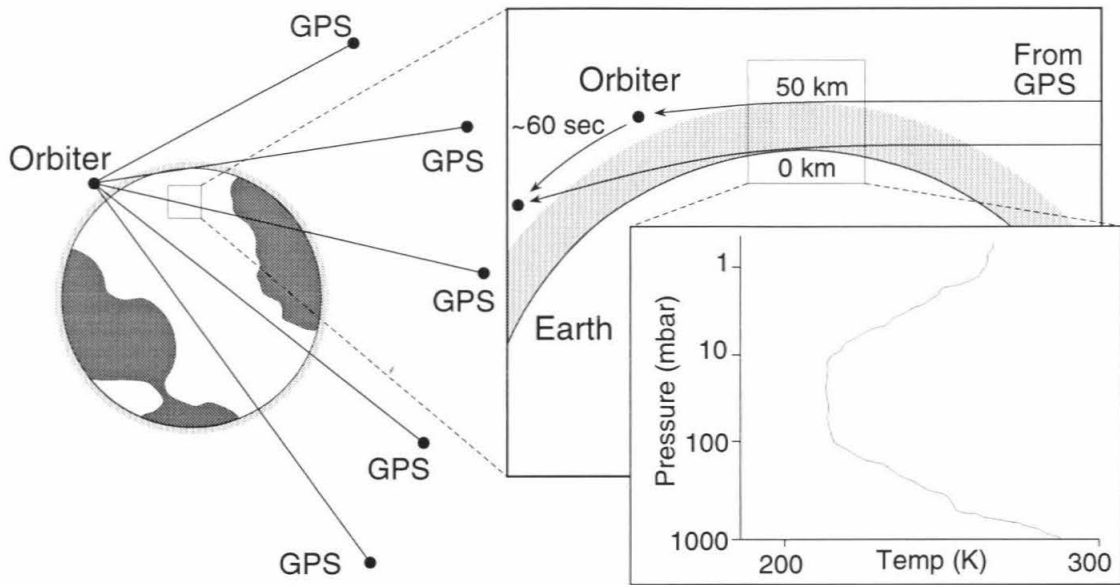 GPS
GPS
Orbiter
GPS
GPS
GPS
From
GPS
Orbiter
50 km
~60 sec
0 km
Earth
Pressure (mbar)
1
10
100
1000
200
Temp (K)
300